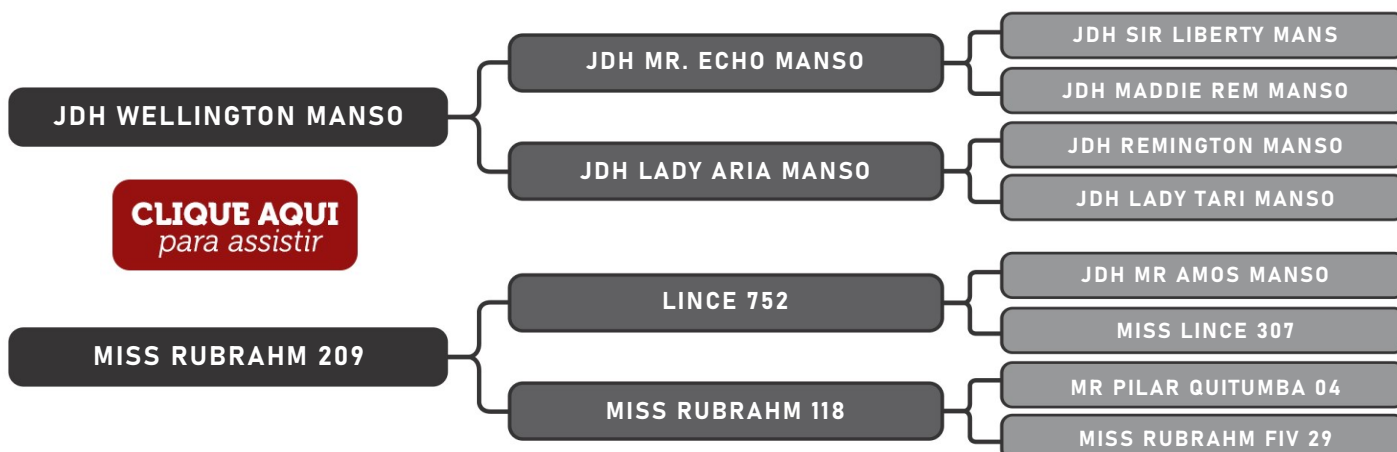 JDH SIR LIBERTY MANS
JDH MR. ECHO MANSO
JDH MADDIE REM MANSO
JDH WELLINGTON MANSO
JDH REMINGTON MANSO
JDH LADY ARIA MANSO
JDH LADY TARI MANSO
CLIQUE AQUI
para assistir
JDH MR AMOS MANSO
LINCE 752
MISS LINCE 307
MISS RUBRAHM 209
MR PILAR QUITUMBA 04
MISS RUBRAHM 118
MISS RUBRAHM FIV 29